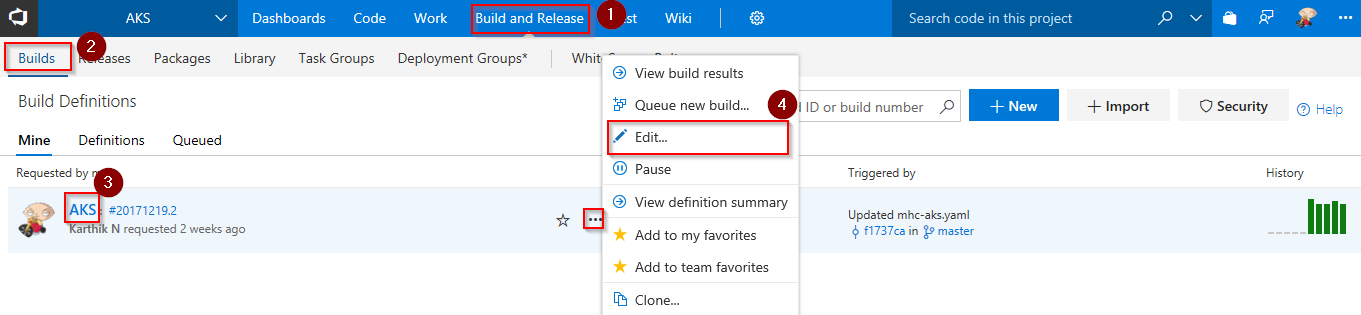 AKS Dashboards Code Work Build and Release 1 st Wiki Search code in this project
Builds 2 Releases Packages Library Task Groups Deployment Groups*
Build Definitions
ID or build number + New + Import Security Help
Mine Definitions Queued
Requested by Triggered by History
3
AKS : #20171219.2
Karthik N requested 2 weeks ago
Updated mhc-aks.yaml
f1737ca in master
View build results
Queue new build... 4
Edit...
Pause
View definition summary
Add to my favorites
Add to team favorites
Clone...